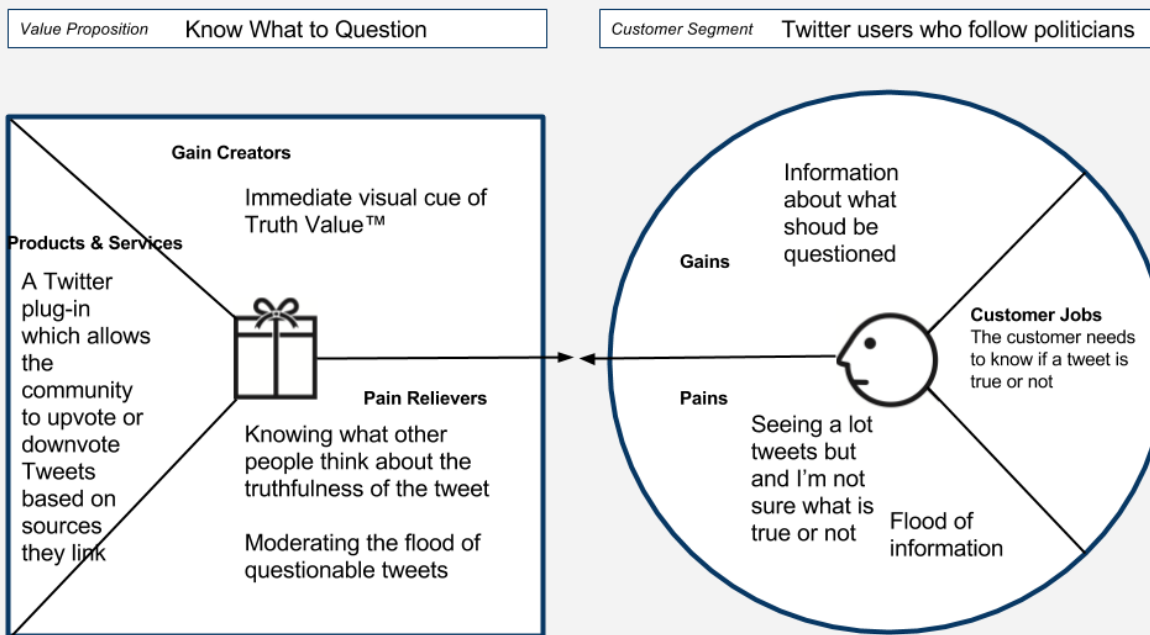 Value Proposition Know What to Question
Customer Segment Twitter users who follow politicians
Gain Creators
Immediate visual cue of
Truth Value™
Products & Services
A Twitter
plug-in
which allows
the
community
to upvote or
downvote
Tweets
based on
sources
they link
Pain Relievers
Knowing what other
people think about the
truthfulness of the tweet
Moderating the flood of
questionable tweets
Information
about what
shoud be
questioned
Gains
Customer Jobs
The customer needs
to know if a tweet is
true or not
Pains
Seeing a lot
tweets but
and I'm not
sure what is
true or not
Flood of
information